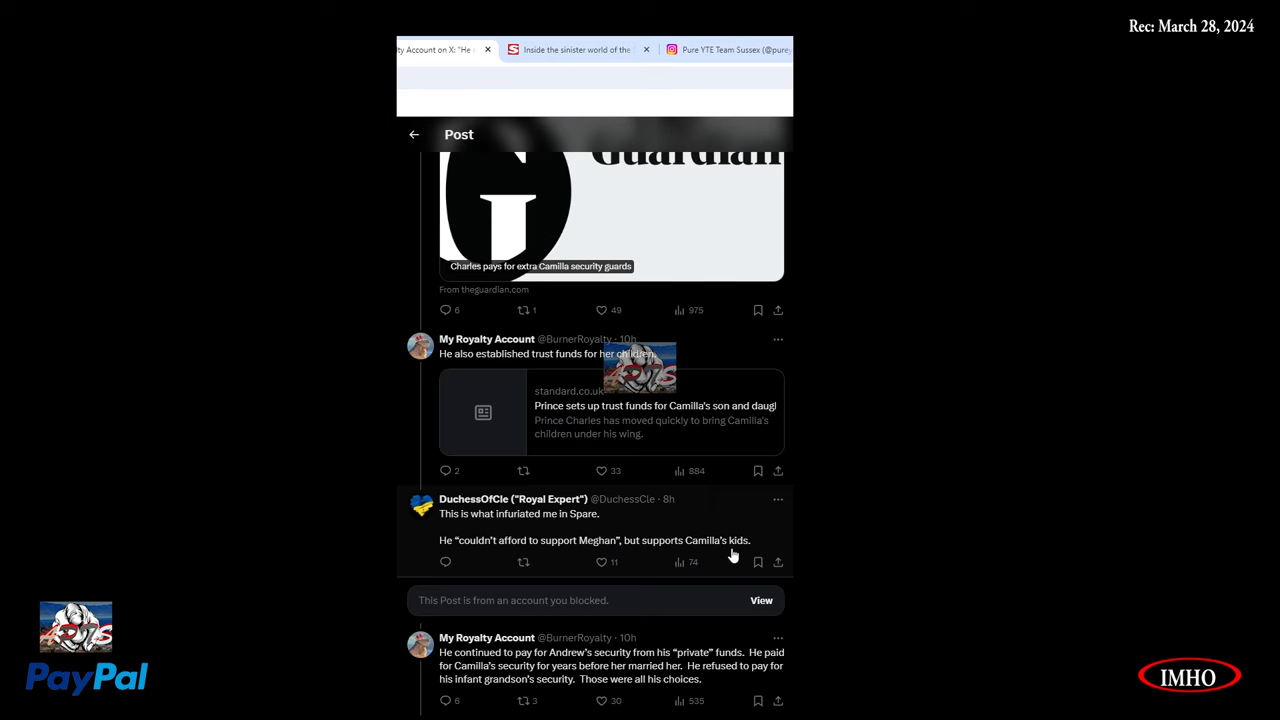 Rec: March 28, 2024
lty Account on X: "He
Inside the sinister world of the
Pure YTE Team Sussex (@purey
Post
Guardian
Charles pays for extra Camilla security guards
From theguardian.com
6 1 49 975
My Royalty Account @BurnerRoyalty · 10h
He also established trust funds for her children.
standard.co.uk
Prince sets up trust funds for Camilla's son and daugl
Prince Charles has moved quickly to bring Camilla's
children under his wing.
2 33 884
DuchessOfCle ("Royal Expert") @DuchessCle · 8h
This is what infuriated me in Spare.
He “couldn’t afford to support Meghan”, but supports Camilla’s kids.
11 74
This Post is from an account you blocked.
View
My Royalty Account @BurnerRoyalty · 10h
He continued to pay for Andrew’s security from his “private” funds. He paid
for Camilla’s security for years before her married her. He refused to pay for
his infant grandson’s security. Those were all his choices.
6 3 30 535
PayPal
IMHO